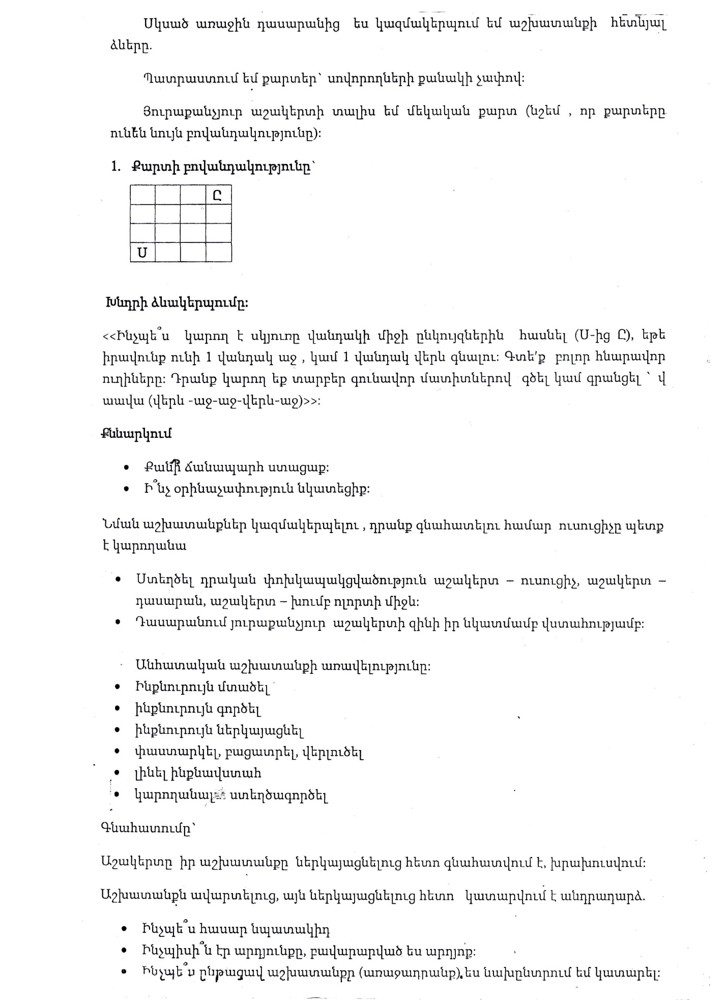 Սկսած առաջին դասարանից ես կազմակերպում եմ աշխատանքի հետևյալ
ձևերը.
Պատրաստում եմ քարտեր՝ սովորողների քանակի չափով:
Յուրաքանչյուր աշակերտի տալիս եմ մեկական քարտ (նշեմ , որ քարտերը
ունեն նույն բովանդակությունը):
1. Քարտի բովանդակությունը՝
Ը
Ս
Խնդրի ձևակերպումը:
<<Ինչպե՞ս կարող է սկյուռը վանդակի միջի ընկույզներին հասնել (Ս-ից Ը), եթե
իրավունք ունի 1 վանդակ աջ , կամ 1 վանդակ վերև գնալու: Գտե՛ք բոլոր հնարավոր
ուղիները: Դրանք կարող եք տարբեր գունավոր մատիտներով գծել կամ գրանցել ՝ վ
աավա (վերև -աջ-աջ-վերև-աջ)>>:
Քննարկում
• Քանի՞ ճանապարհ ստացաք:
• Ի՞նչ օրինաչափություն նկատեցիք:
Նման աշխատանքներ կազմակերպելու , դրանք գնահատելու համար ուսուցիչը պետք
է կարողանա
• Ստեղծել դրական փոխկապակցվածություն աշակերտ – ուսուցիչ, աշակերտ –
դասարան, աշակերտ – խումբ ոլորտի միջև:
• Դասարանում յուրաքանչյուր աշակերտի զինի իր նկատմամբ վստահությամբ:
Անհատական աշխատանքի առավելությունը:
• Ինքնուրույն մտածել
• ինքնուրույն գործել
• ինքնուրույն ներկայացնել
• փաստարկել, բացատրել, վերլուծել
• լինել ինքնավստահ
• կարողանալ ստեղծագործել
Գնահատումը՝
Աշակերտը իր աշխատանքը ներկայացնելուց հետո գնահատվում է, խրախուսվում:
Աշխատանքն ավարտելուց, այն ներկայացնելուց հետո կատարվում է անդրադարձ.
• Ինչպե՞ս հասար նպատակիդ
• Ինչպիսի՞ն էր արդյունքը, բավարարված ես արդյոք:
• Ինչպե՞ս ընթացավ աշխատանքը (առաջադրանք).ես նախընտրում եմ կատարել: